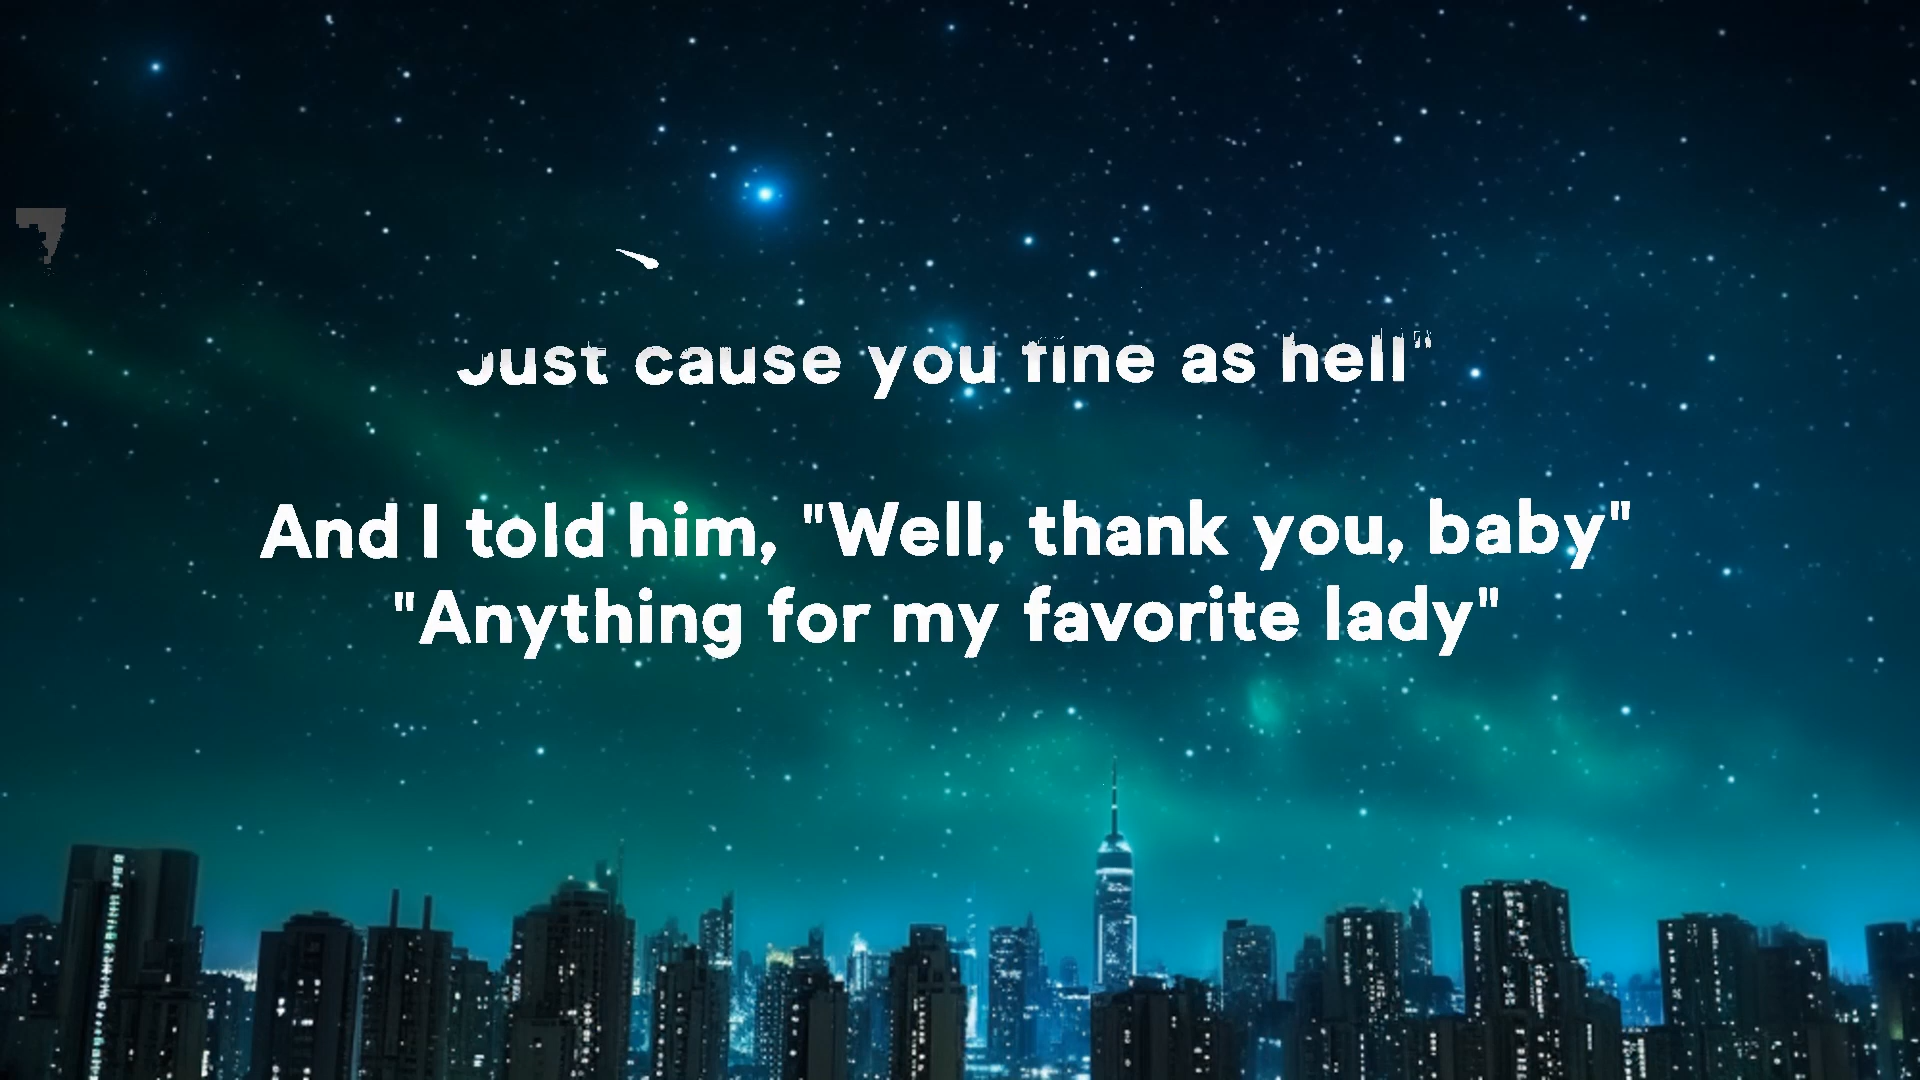 Just cause you fine as hell"
And I told him, "Well, thank you, baby"
"Anything for my favorite lady"